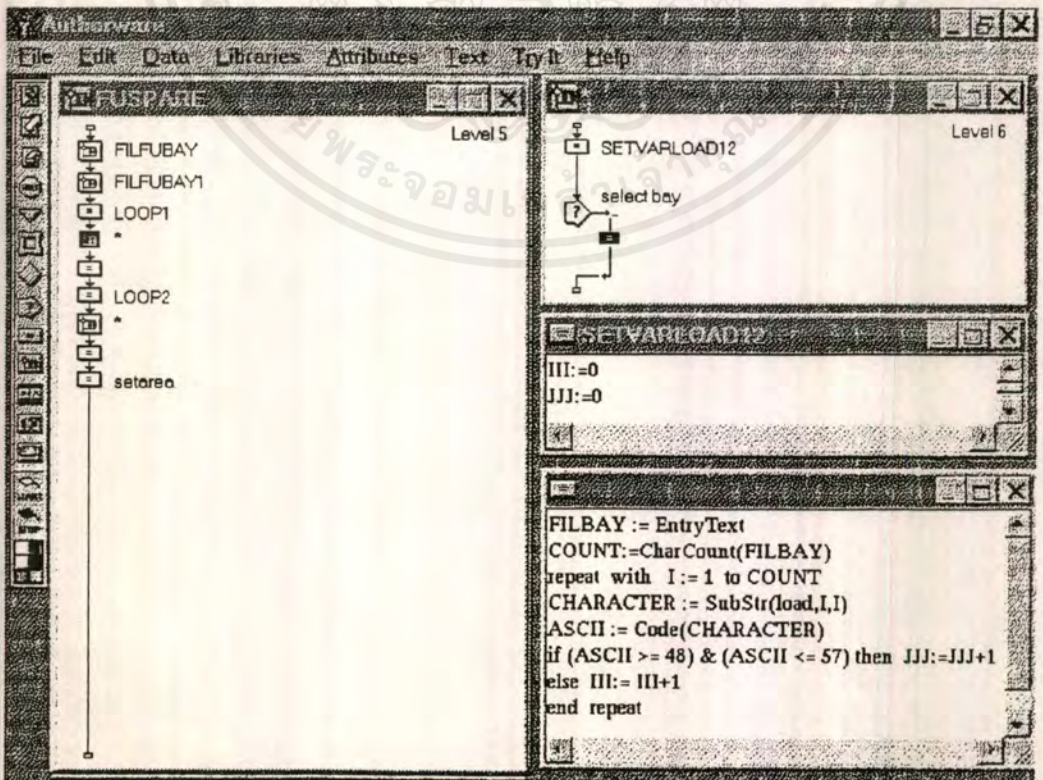 Authorware
File Edit Data Libraries Attributes Text Try It Help
FUSPARE
Level 5
FILFUBAY
FILFUBAY1
LOOP1
*
LOOP2
*
setarea
Level 6
SETVARLOAD12
select bay
SETVARLOAD12
III:=0
JJJ:=0
FILBAY := EntryText
COUNT:=CharCount(FILBAY)
repeat with I := 1 to COUNT
CHARACTER := SubStr(load,I,I)
ASCII := Code(CHARACTER)
if (ASCII >= 48) & (ASCII <= 57) then JJJ:=JJJ+1
else III:= III+1
end repeat